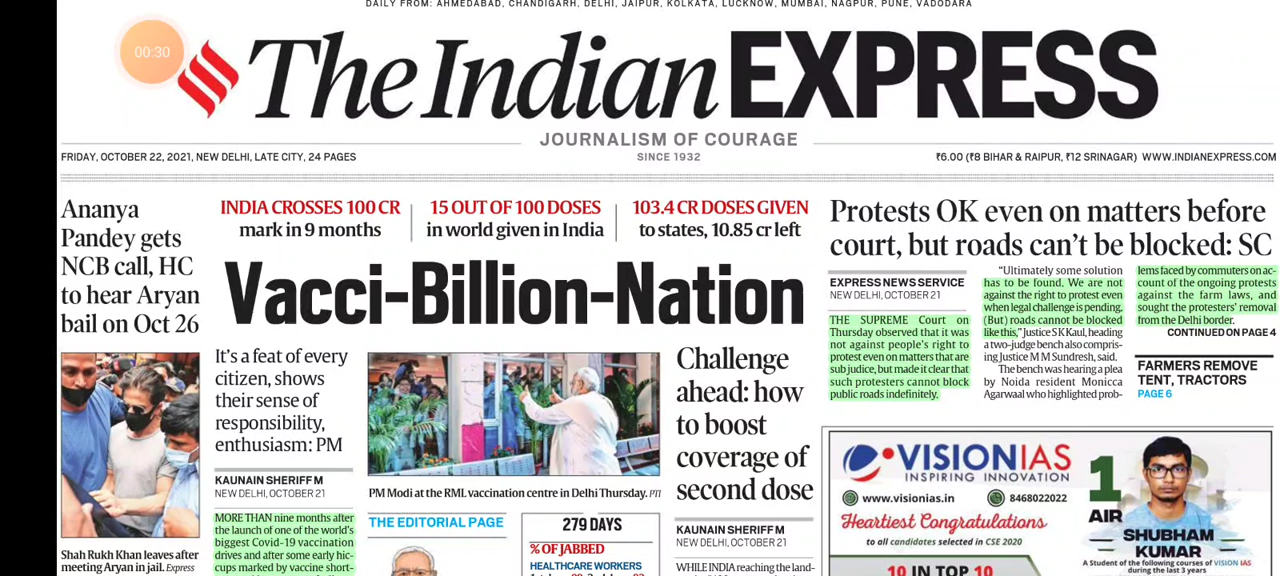 DAILY FROM: AHMEDABAD, CHANDIGARH, DELHI, JAIPUR, KOLKATA, LUCKNOW, MUMBAI, NAGPUR, PUNE, VADODARA
00:30
The Indian EXPRESS
JOURNALISM OF COURAGE
FRIDAY, OCTOBER 22, 2021, NEW DELHI, LATE CITY, 24 PAGES
SINCE 1932
₹6.00 (₹8 BIHAR & RAIPUR, ₹12 SRINAGAR) WWW.INDIANEXPRESS.COM
Ananya
Pandey gets
NCB call, HC
to hear Aryan
bail on Oct 26
Shah Rukh Khan leaves after
meeting Aryan in jail. Express
INDIA CROSSES 100 CR
mark in 9 months
15 OUT OF 100 DOSES
in world given in India
103.4 CR DOSES GIVEN
to states, 10.85 cr left
Vacci-Billion-Nation
It's a feat of every
citizen, shows
their sense of
responsibility,
enthusiasm: PM
KAUNAIN SHERIFF M
NEW DELHI, OCTOBER 21
MORE THAN nine months after
the launch of one of the world's
biggest Covid-19 vaccination
drives and after some early hic-
cups marked by vaccine short-
PM Modi at the RML vaccination centre in Delhi Thursday. PTI
THE EDITORIAL PAGE
279 DAYS
% OF JABBED
HEALTHCARE WORKERS
Challenge
ahead: how
to boost
coverage of
second dose
KAUNAIN SHERIFF M
NEW DELHI, OCTOBER 21
WHILE INDIA reaching the land-
Protests OK even on matters before
court, but roads can't be blocked: SC
EXPRESS NEWS SERVICE
NEW DELHI, OCTOBER 21
THE SUPREME Court on
Thursday observed that it was
not against people's right to
protest even on matters that are
sub judice, but made it clear that
such protesters cannot block
public roads indefinitely.
"Ultimately some solution
has to be found. We are not
against the right to protest even
when legal challenge is pending.
(But) roads cannot be blocked
like this," Justice S K Kaul, heading
a two-judge bench also compris-
ing Justice M M Sundresh, said.
The bench was hearing a plea
by Noida resident Monicca
Agarwaal who highlighted prob-
lems faced by commuters on ac-
count of the ongoing protests
against the farm laws, and
sought the protesters' removal
from the Delhi border.
CONTINUED ON PAGE 4
FARMERS REMOVE
TENT, TRACTORS
PAGE 6
VISIONIAS
INSPIRING INNOVATION
www.visionias.in
8468022022
Heartiest Congratulations
to all candidates selected in CSE 2020
10 IN TOP 10
1
AIR
SHUBHAM
KUMAR
A Student of the following courses of VISION IAS
during the last 3 years